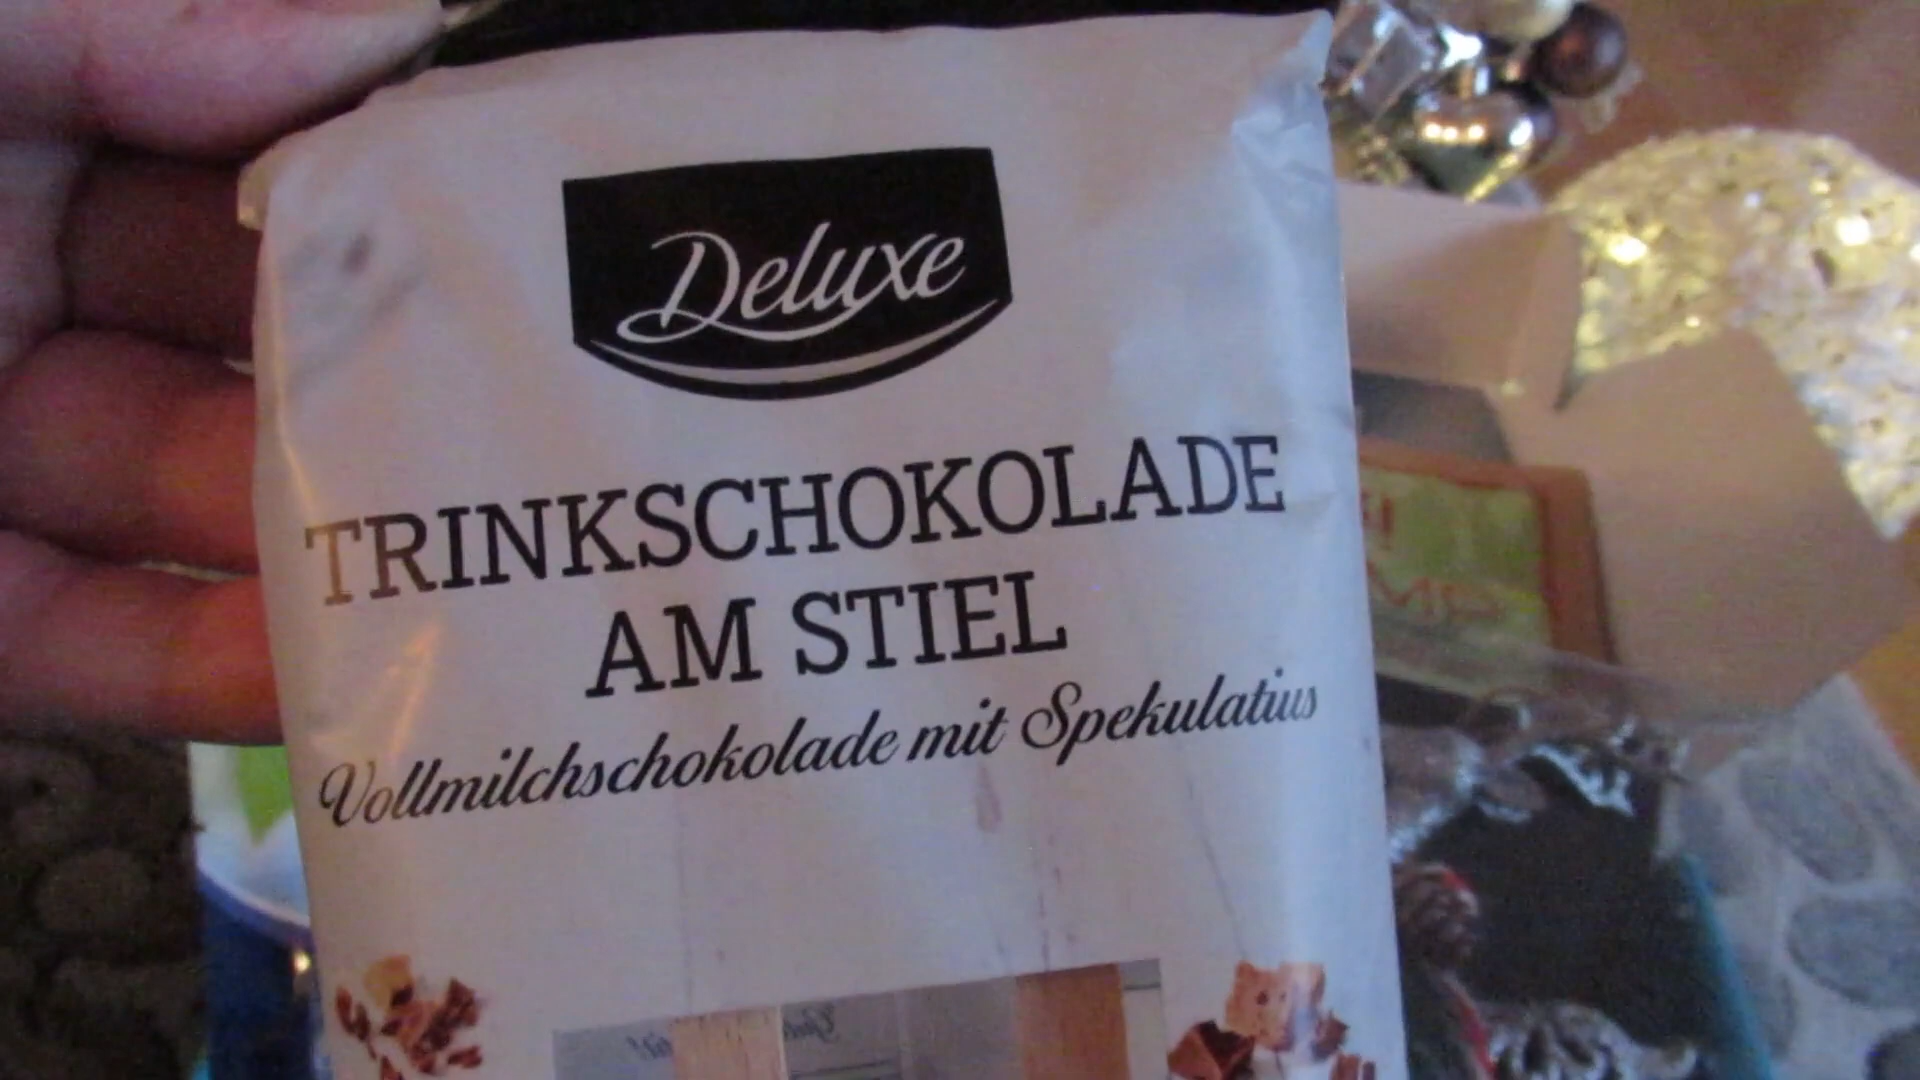 Deluxe
TRINKSCHOKOLADE
AM STIEL
Vollmilchschokolade mit Spekulatius